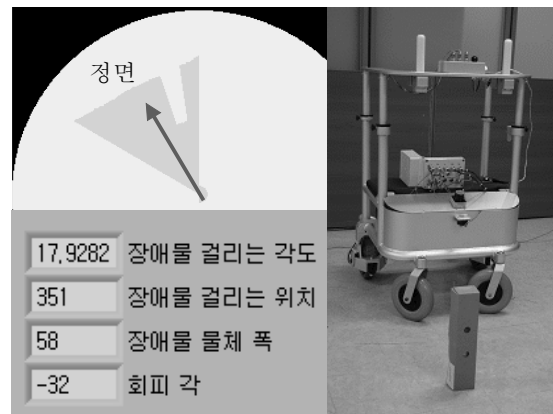 정면
17,9282 장애물 걸리는 각도
351 장애물 걸리는 위치
58 장애물 물체 폭
-32 회피 각